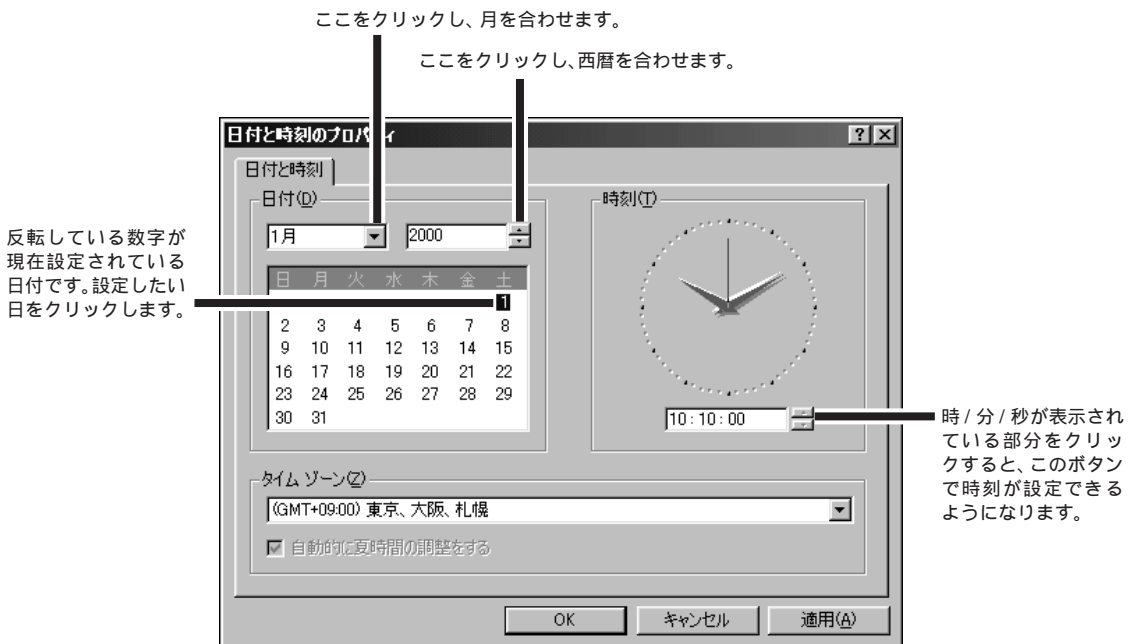 ここをクリックし、月を合わせます。
ここをクリックし、西暦を合わせます。
日付と時刻のプロパティ
日付と時刻
日付(D)
1月
2000
日 月 火 水 木 金 土
1
2 3 4 5 6 7 8
9 10 11 12 13 14 15
16 17 18 19 20 21 22
23 24 25 26 27 28 29
30 31
反転している数字が
現在設定されている
日付です。設定したい
日をクリックします。
時刻(T)
10:10:00
時/分/秒が表示され
ている部分をクリッ
クすると、このボタン
で時刻が設定できる
ようになります。
タイム ゾーン(Z)
(GMT+09:00) 東京、大阪、札幌
自動的に夏時間の調整をする
OK
キャンセル
適用(A)